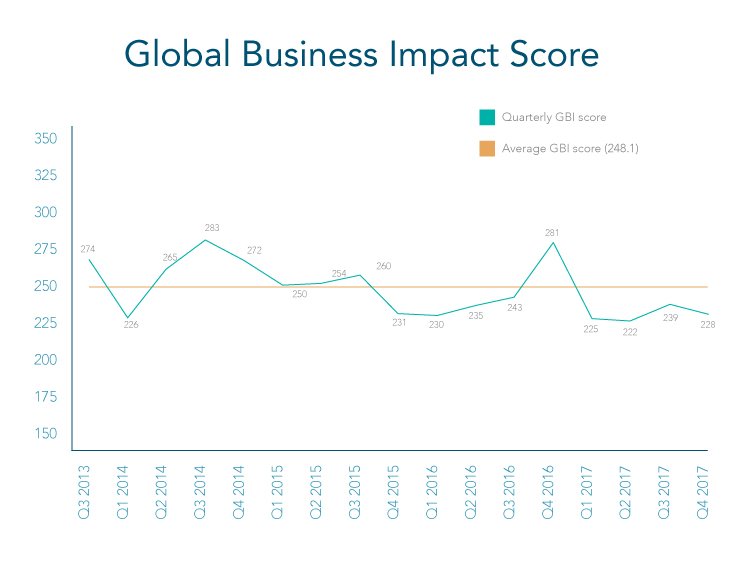 Global Business Impact Score
Quarterly GBI score
Average GBI score (248.1)
350
325
300
275
250
225
200
175
150
274
226
265
283
272
250
254
260
231
230
235
243
281
225
222
239
228
Q3 2013
Q1 2014
Q2 2014
Q3 2014
Q4 2014
Q1 2015
Q2 2015
Q3 2015
Q4 2015
Q1 2016
Q2 2016
Q3 2016
Q4 2016
Q1 2017
Q2 2017
Q3 2017
Q4 2017